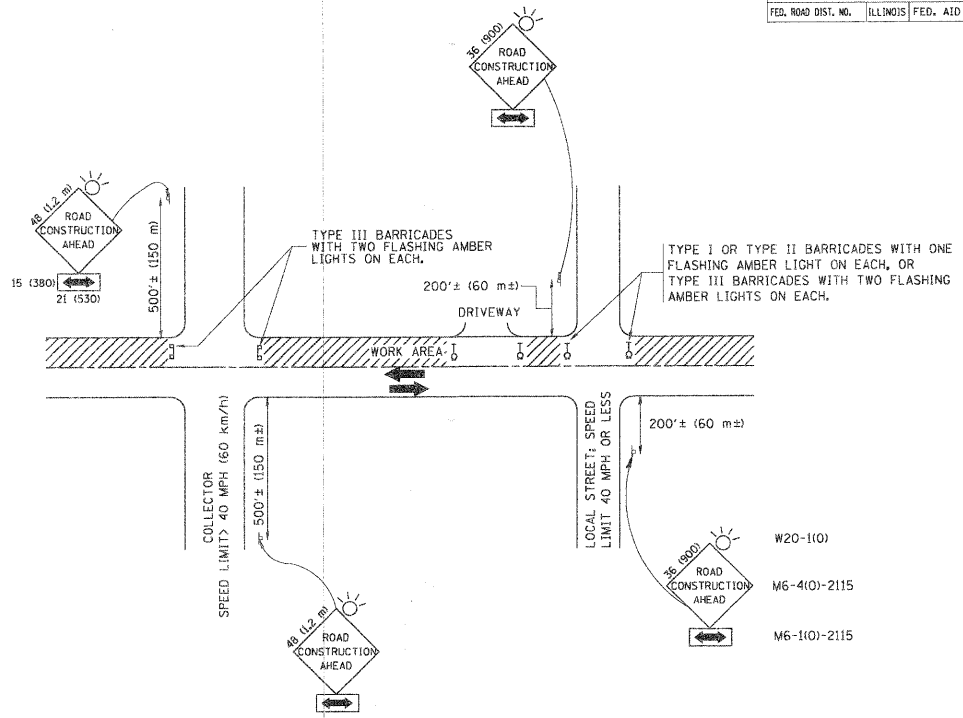 FED. ROAD DIST. NO. ILLINOIS FED. AID
36 (900)
ROAD
CONSTRUCTION
AHEAD
48 (1.2 m)
ROAD
CONSTRUCTION
AHEAD
15 (380)
21 (530)
500'± (150 m)
TYPE III BARRICADES
WITH TWO FLASHING AMBER
LIGHTS ON EACH.
200'± (60 m±)
DRIVEWAY
TYPE I OR TYPE II BARRICADES WITH ONE
FLASHING AMBER LIGHT ON EACH, OR
TYPE III BARRICADES WITH TWO FLASHING
AMBER LIGHTS ON EACH.
WORK AREA
COLLECTOR
SPEED LIMIT> 40 MPH (60 km/h)
500'± (150 m±)
LOCAL STREET: SPEED
LIMIT 40 MPH OR LESS
200'± (60 m±)
48 (1.2 m)
ROAD
CONSTRUCTION
AHEAD
36 (900)
ROAD
CONSTRUCTION
AHEAD
W20-1(O)
M6-4(O)-2115
M6-1(O)-2115